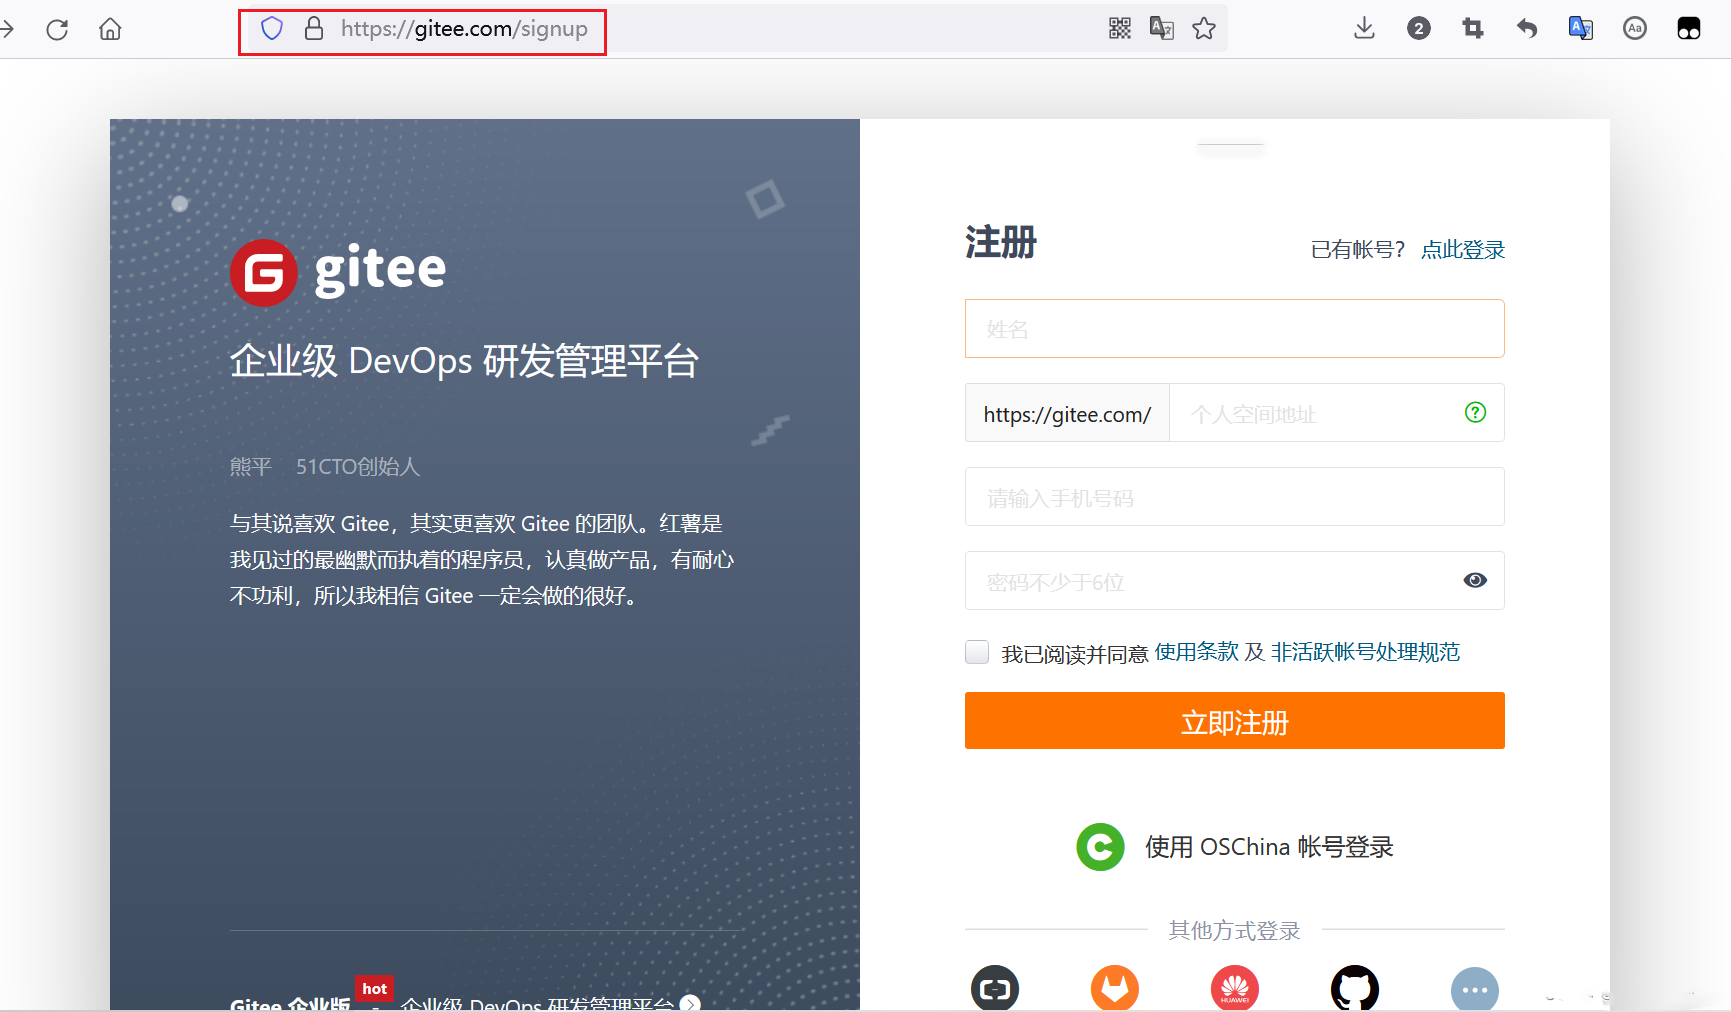 https://gitee.com/signup
2
Aa
gitee
企业级 DevOps 研发管理平台
熊平 51CTO创始人
与其说喜欢 Gitee，其实更喜欢 Gitee 的团队。红薯是
我见过的最幽默而执着的程序员，认真做产品，有耐心
不功利，所以我相信 Gitee 一定会做的很好。
hot
Gitee 企业版 企业级 DevOps 研发管理平台
注册
已有帐号？ 点此登录
姓名
https://gitee.com/ 个人空间地址
请输入手机号码
密码不少于6位
我已阅读并同意 使用条款 及 非活跃帐号处理规范
立即注册
使用 OSChina 帐号登录
其他方式登录
HUAWEI